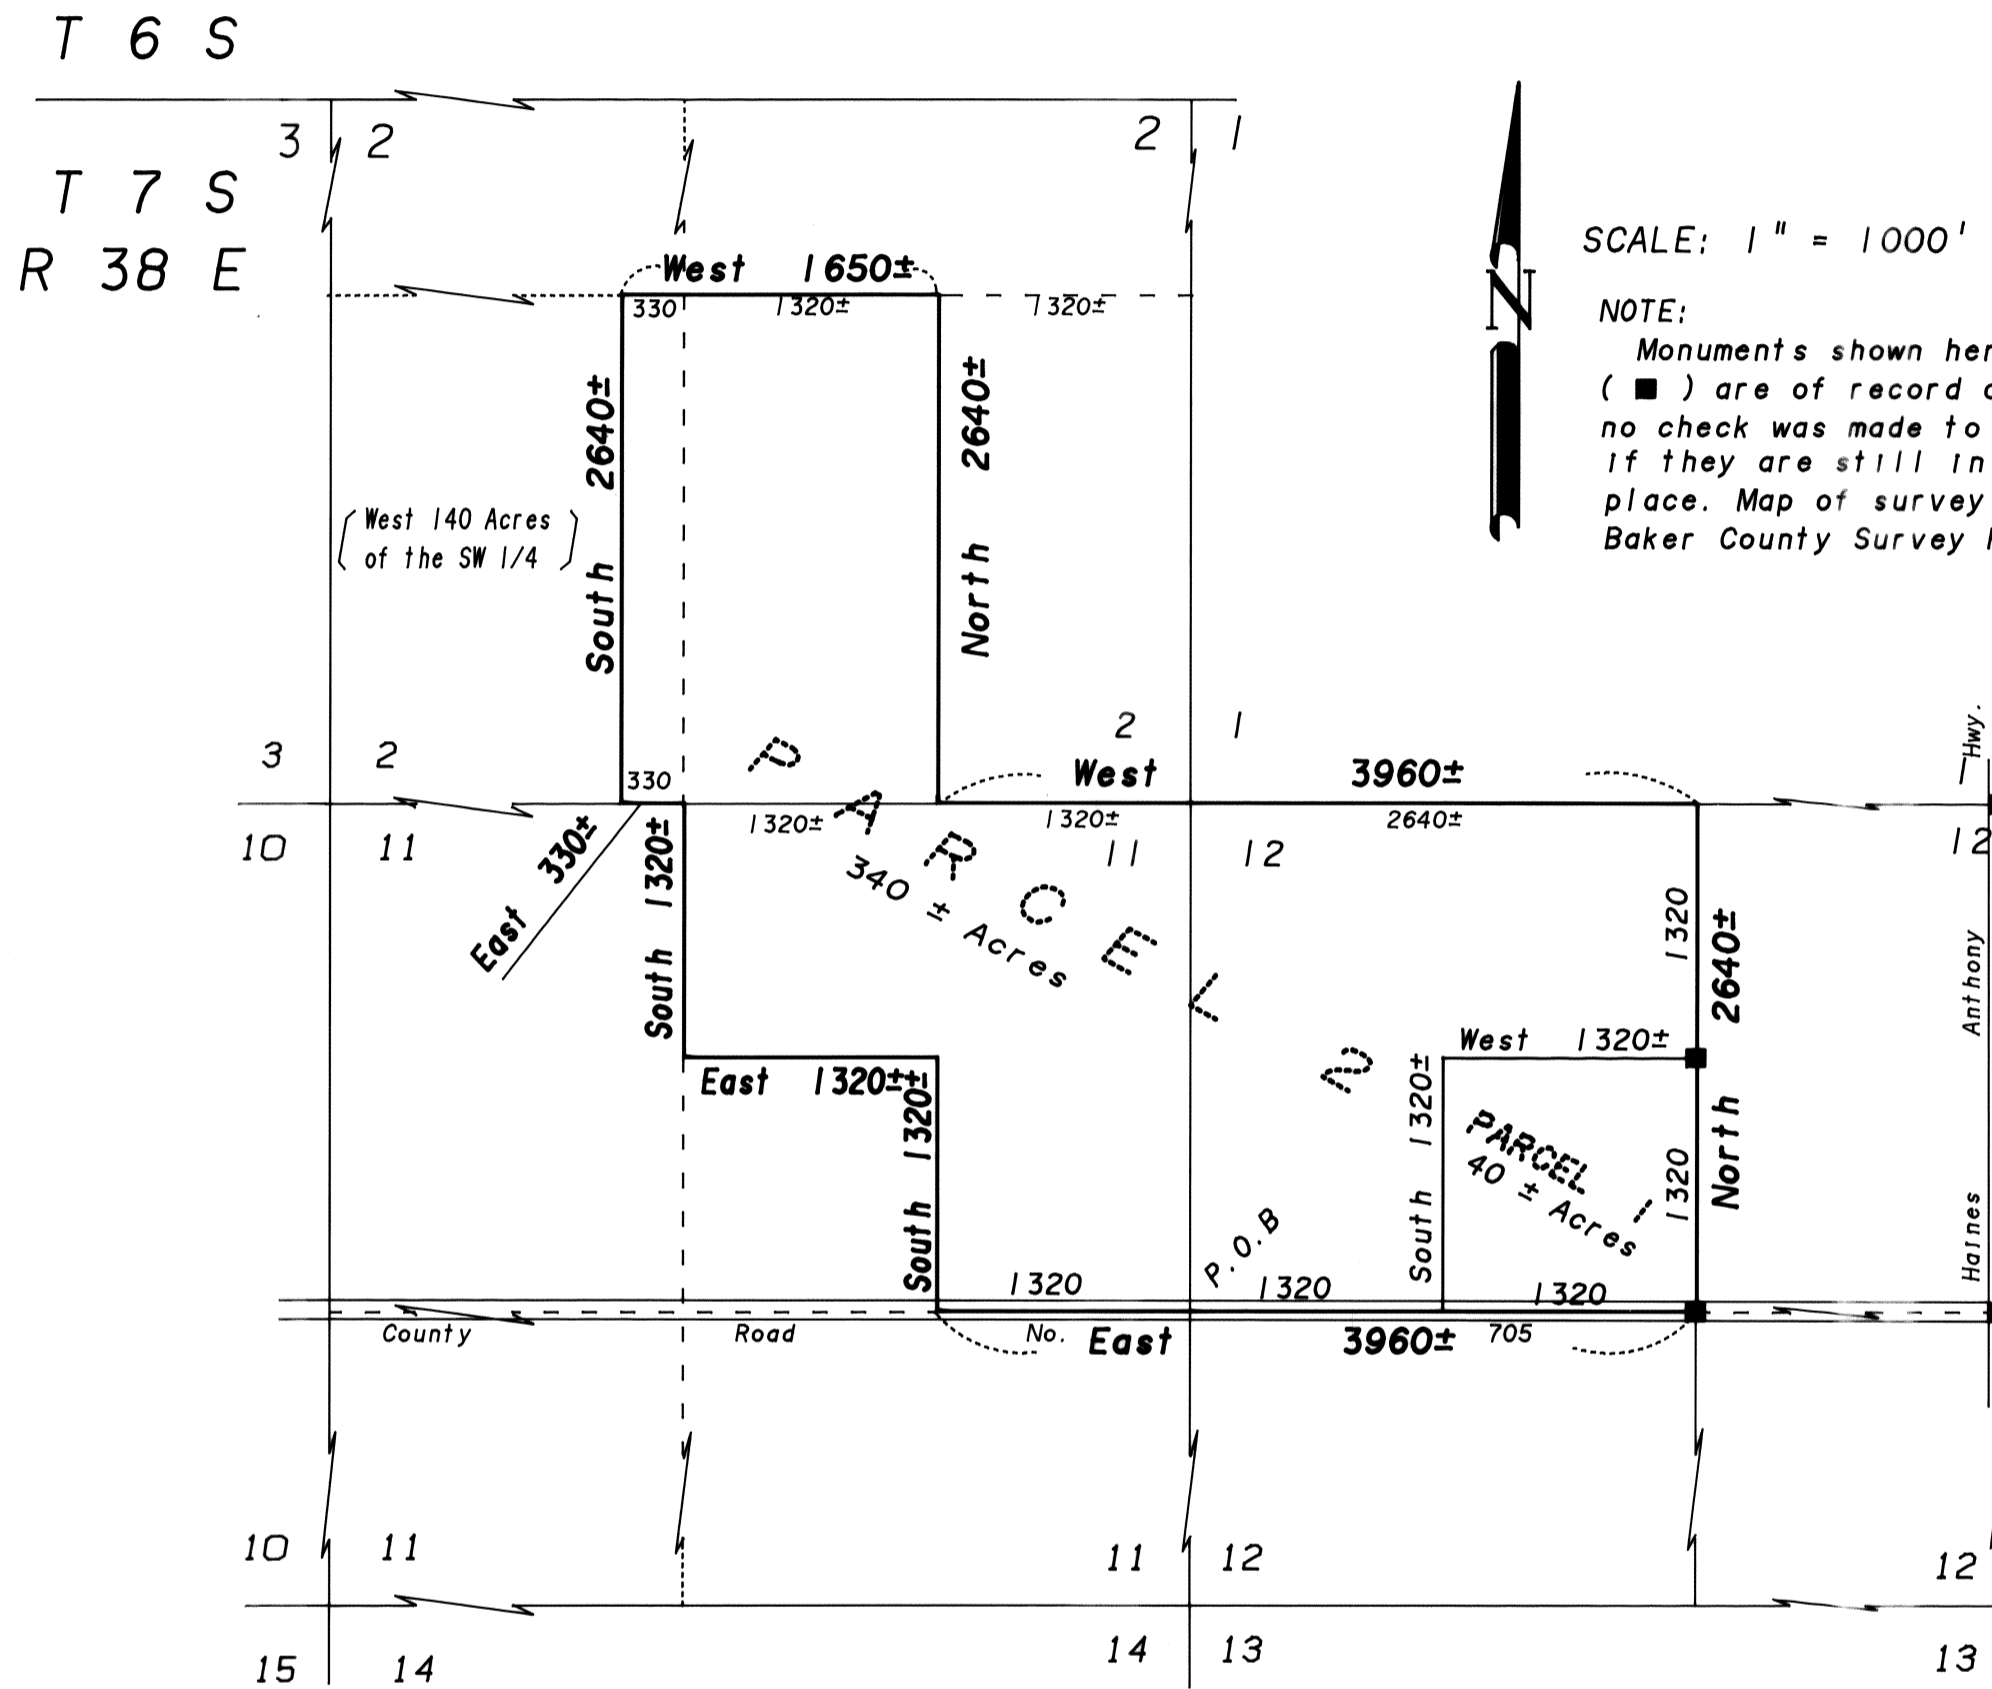 T 6 S
3 2
2 1
T 7 S
R 38 E
SCALE: 1" = 1000'
N
NOTE:
Monuments shown
( ■ ) are of record
no check was made to
if they are still in
place. Map of survey
Baker County Survey
West 1650±
330 1320± 1320±
South 2640±
North 2640±
West 140 Acres
of the SW 1/4
3 2
2 1
330
West 3960±
Hwy.
1320± 1320± 2640±
10 11
11 12
12
East 330±
South 1320±
PARCEL 2
340 ± Acres
1320
North 2640±
Anthony
West 1320±
East 1320±
South 1320±
South 1320±
PARCEL 1
40 ± Acres
1320
Haines
P.O.B
1320 1320 1320
County Road No. 705
East 3960±
10 11
11 12
12
15 14
14 13
13